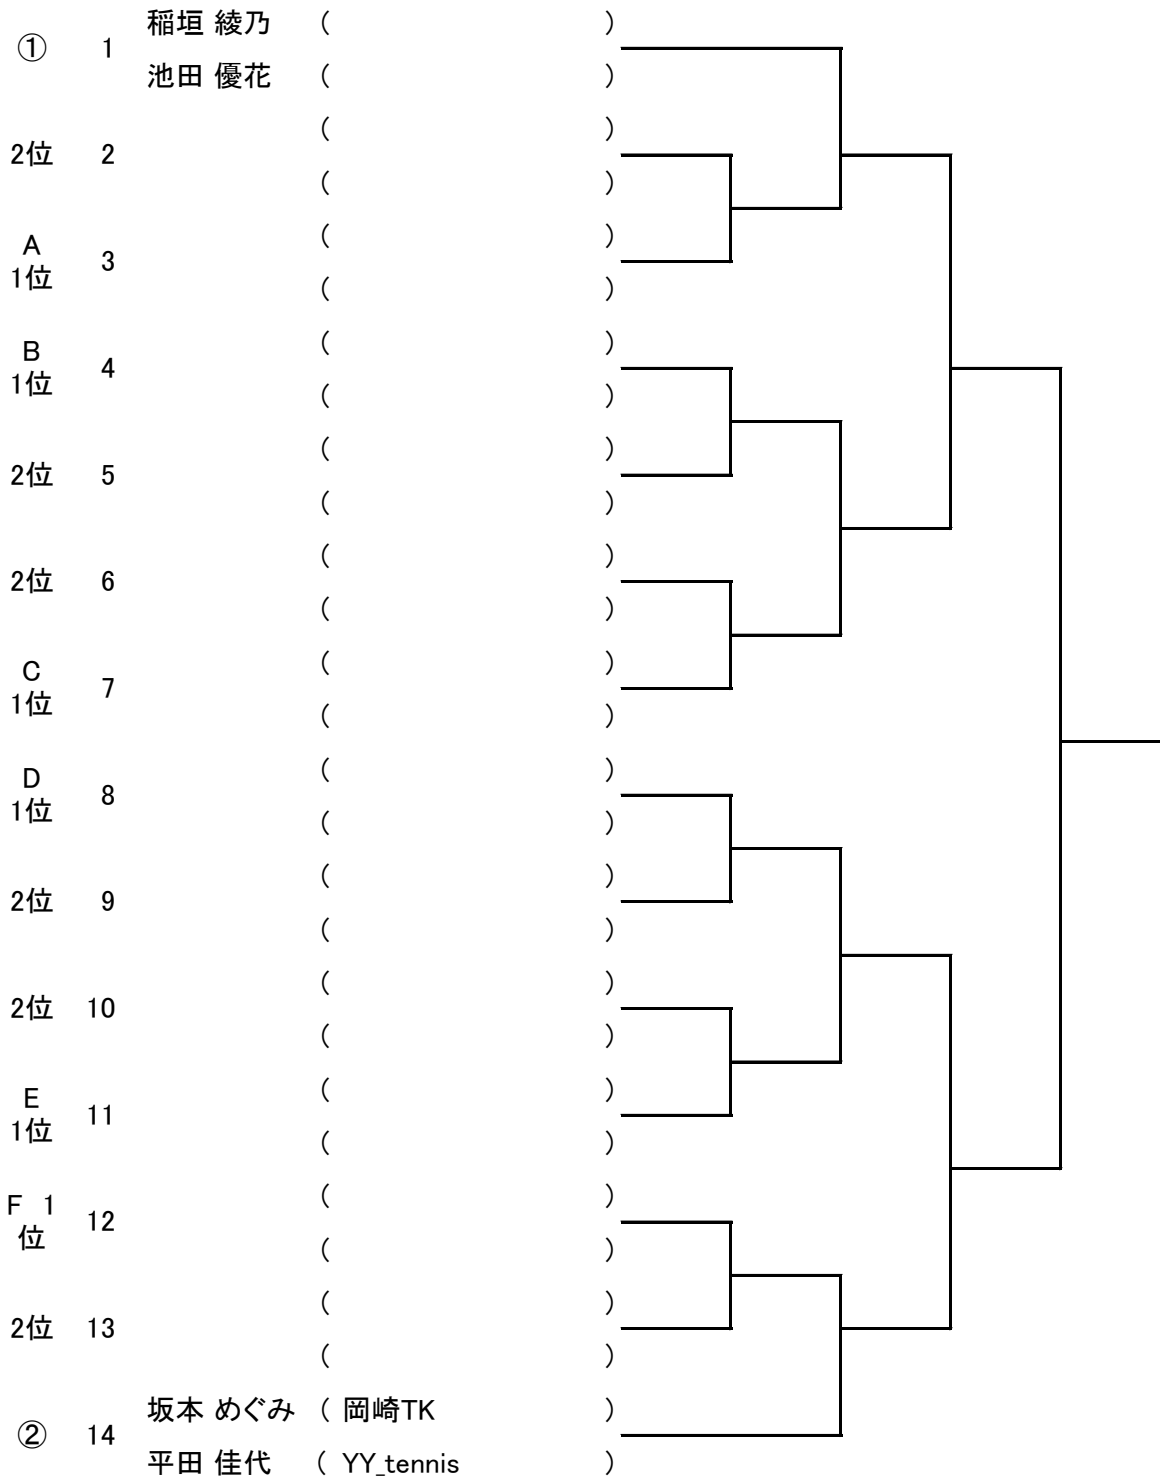 稲垣 綾乃 ( )
① 1
池田 優花 ( )
( )
2位 2
( )
A ( )
1位 3
( )
B ( )
1位 4
( )
( )
2位 5
( )
( )
2位 6
( )
C ( )
1位 7
( )
D ( )
1位 8
( )
( )
2位 9
( )
( )
2位 10
( )
E ( )
1位 11
( )
F 1 ( )
位 12
( )
( )
2位 13
( )
坂本 めぐみ ( 岡崎TK )
② 14
平田 佳代 ( YY_tennis )